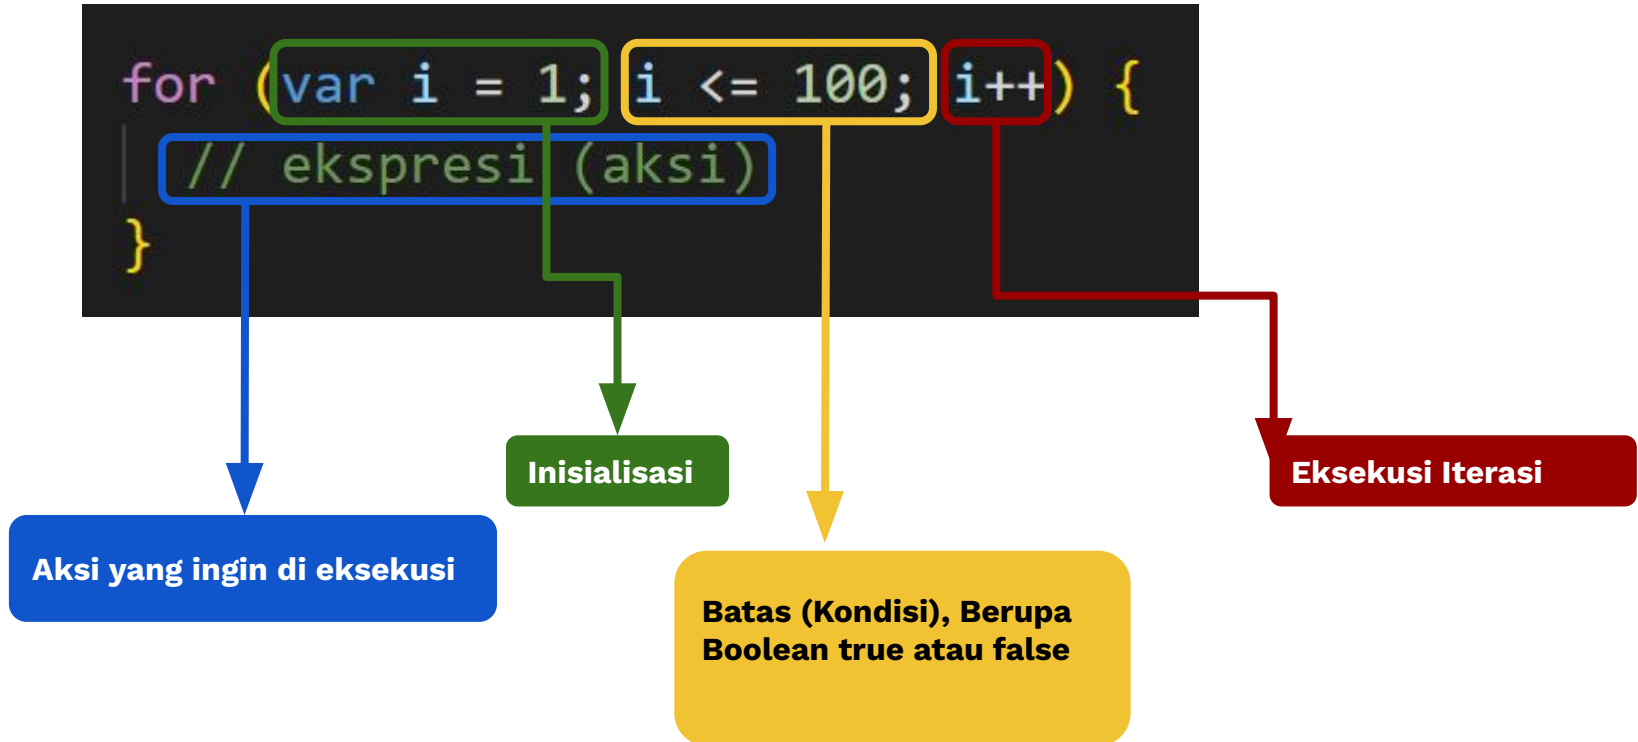 for (var i = 1; i <= 100; i++) {
// ekspresi (aksi)
}
Inisialisasi
Eksekusi Iterasi
Aksi yang ingin di eksekusi
Batas (Kondisi), Berupa
Boolean true atau false